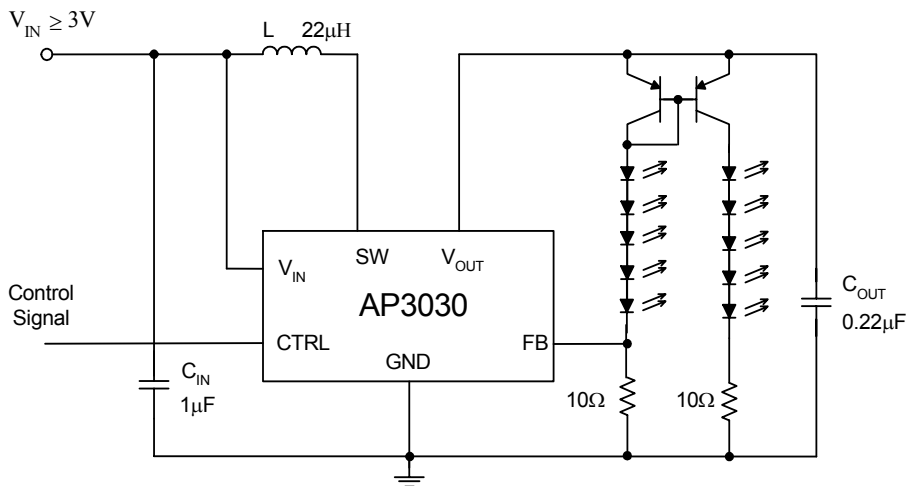 V_IN ≥ 3V
L 22μH
SW
V_OUT
V_IN
AP3030
Control
Signal
CTRL
FB
GND
C_IN
1μF
10Ω
10Ω
C_OUT
0.22μF